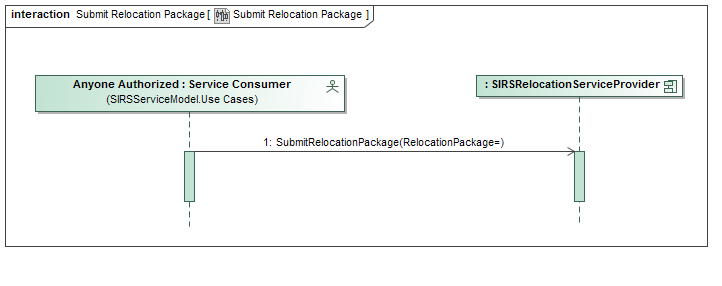 interaction Submit Relocation Package [ Submit Relocation Package ]
Anyone Authorized : Service Consumer
(SIRSServiceModel.Use Cases)
: SIRSRelocationServiceProvider
1: SubmitRelocationPackage(RelocationPackage=)